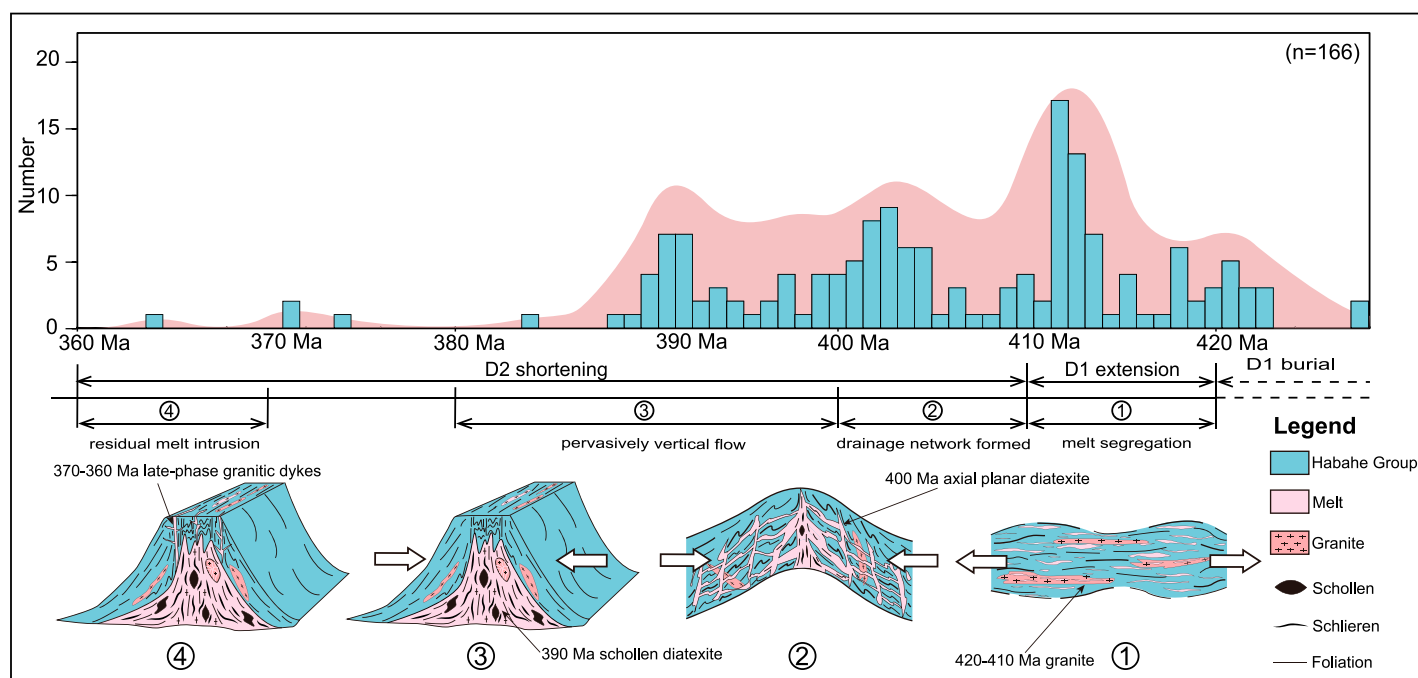 (n=166)
20
15
10
5
0
Number
360 Ma
370 Ma
380 Ma
390 Ma
400 Ma
410 Ma
420 Ma
D2 shortening
D1 extension
D1 burial
④
③
②
①
residual melt intrusion
pervasively vertical flow
drainage network formed
melt segregation
370-360 Ma late-phase granitic dykes
390 Ma schollen diatexite
400 Ma axial planar diatexite
420-410 Ma granite
④
③
②
①
Legend
Habahe Group
Melt
Granite
Schollen
Schlieren
Foliation